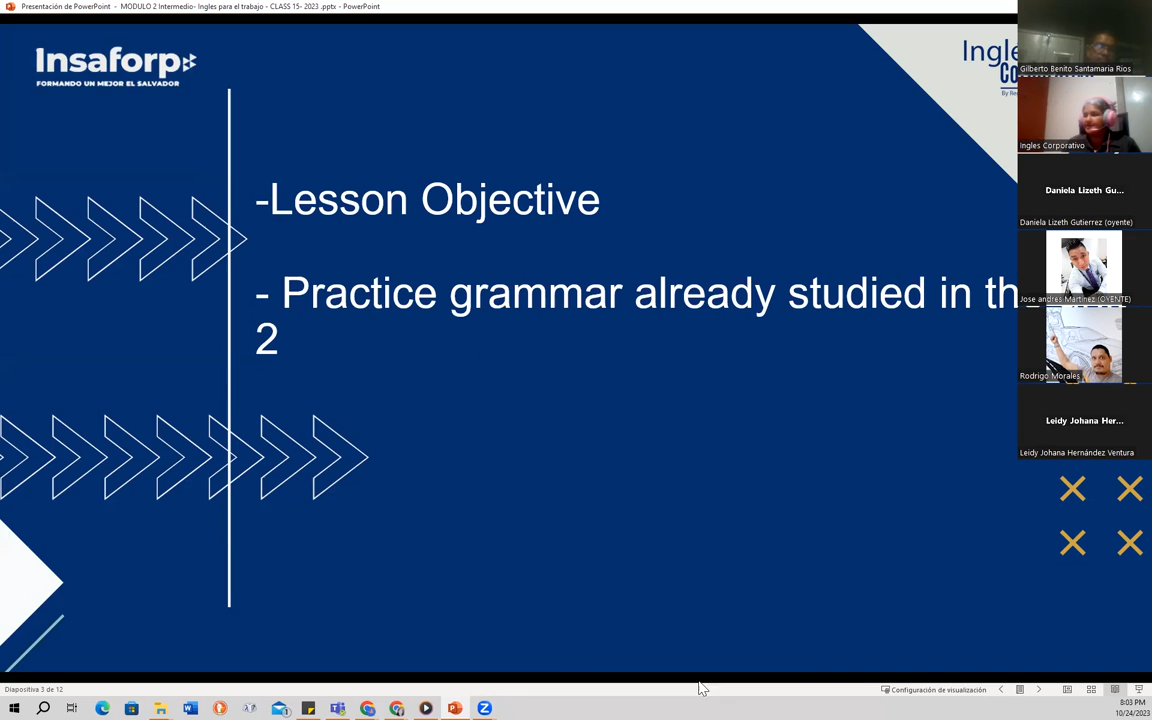 Presentación de PowerPoint - MODULO 2 Intermedio- Ingles para el trabajo - CLASS 15- 2023 .pptx - PowerPoint
Insaforp
FORMANDO UN MEJOR EL SALVADOR
Ingle
By Re
-Lesson Objective
- Practice grammar already studied in th
2
Gilberto Benito Santamaria Rios
Ingles Corporativo
Daniela Lizeth Gu...
Daniela Lizeth Gutierrez (oyente)
Jose andres Martinez (OYENTE)
Rodrigo Morales
Leidy Johana Her...
Leidy Johana Hernández Ventura
Diapositiva 3 de 12
Configuración de visualización
8:03 PM
10/24/2023